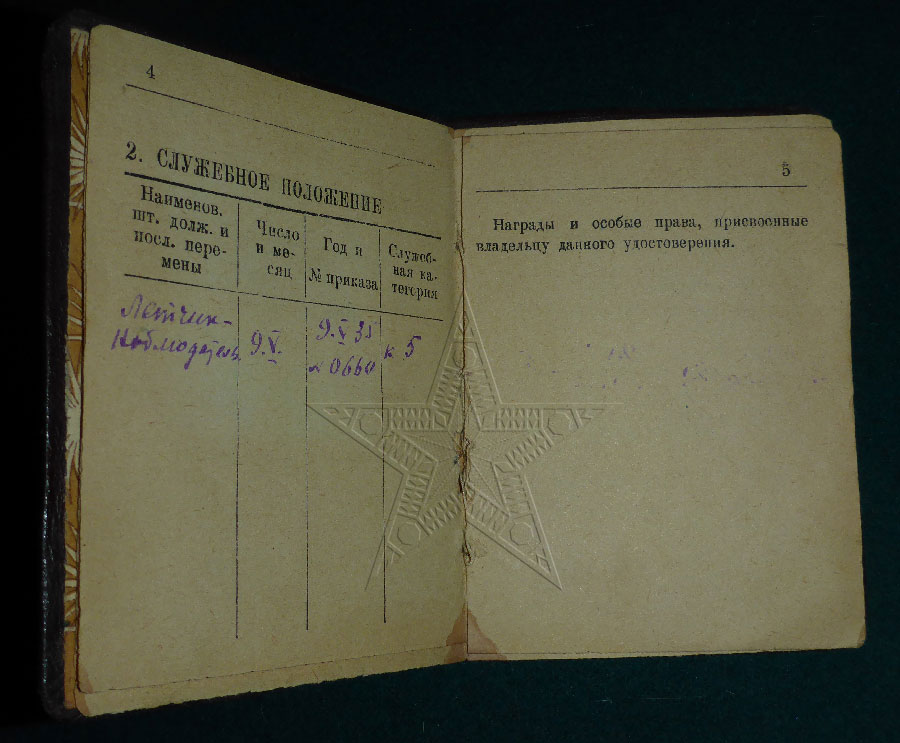 4
2. СЛУЖЕБНОЕ ПОЛОЖЕНИЕ
Наименов.
шт. долж. и
посл. пере-
мены
Число
и ме-
сяц
Год и
№ приказа
Служеб-
ная ка-
тегория
Летчик-
Наблюдатель
9.V.
9.V 35
№ 0660
к 5
5
Награды и особые права, присвоенные
владельцу данного удостоверения.